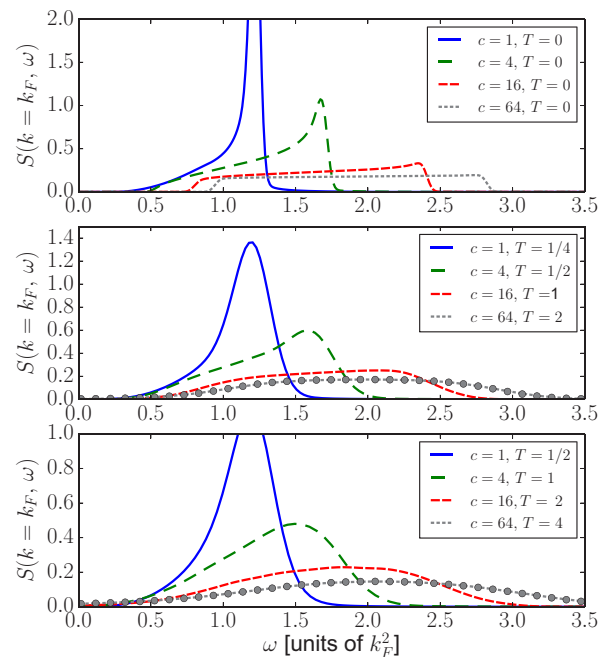 2.0
1.5
1.0
0.5
0.0
S(k = k_F, ω)
c = 1, T = 0
c = 4, T = 0
c = 16, T = 0
c = 64, T = 0
0.0 0.5 1.0 1.5 2.0 2.5 3.0 3.5
1.4
1.2
1.0
0.8
0.6
0.4
0.2
0.0
S(k = k_F, ω)
c = 1, T = 1/4
c = 4, T = 1/2
c = 16, T = 1
c = 64, T = 2
0.0 0.5 1.0 1.5 2.0 2.5 3.0 3.5
1.0
0.8
0.6
0.4
0.2
0.0
S(k = k_F, ω)
c = 1, T = 1/2
c = 4, T = 1
c = 16, T = 2
c = 64, T = 4
0.0 0.5 1.0 1.5 2.0 2.5 3.0 3.5
ω [units of k_F^2]